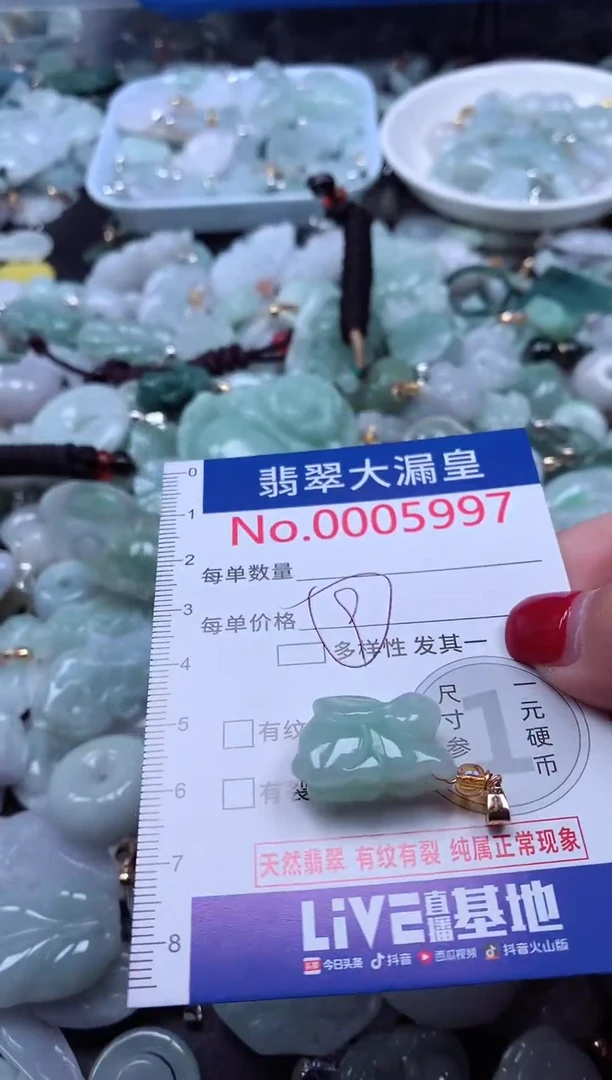 翡翠大漏皇
No.0005997
每单数量
每单价格
多样性 发其一
尺寸参
一元硬币
1
有纹
有裂
天然翡翠 有纹有裂 纯属正常现象
LiVE直播基地
头条 今日头条 抖音 西瓜视频 抖音火山版
0
1
2
3
4
5
6
7
8